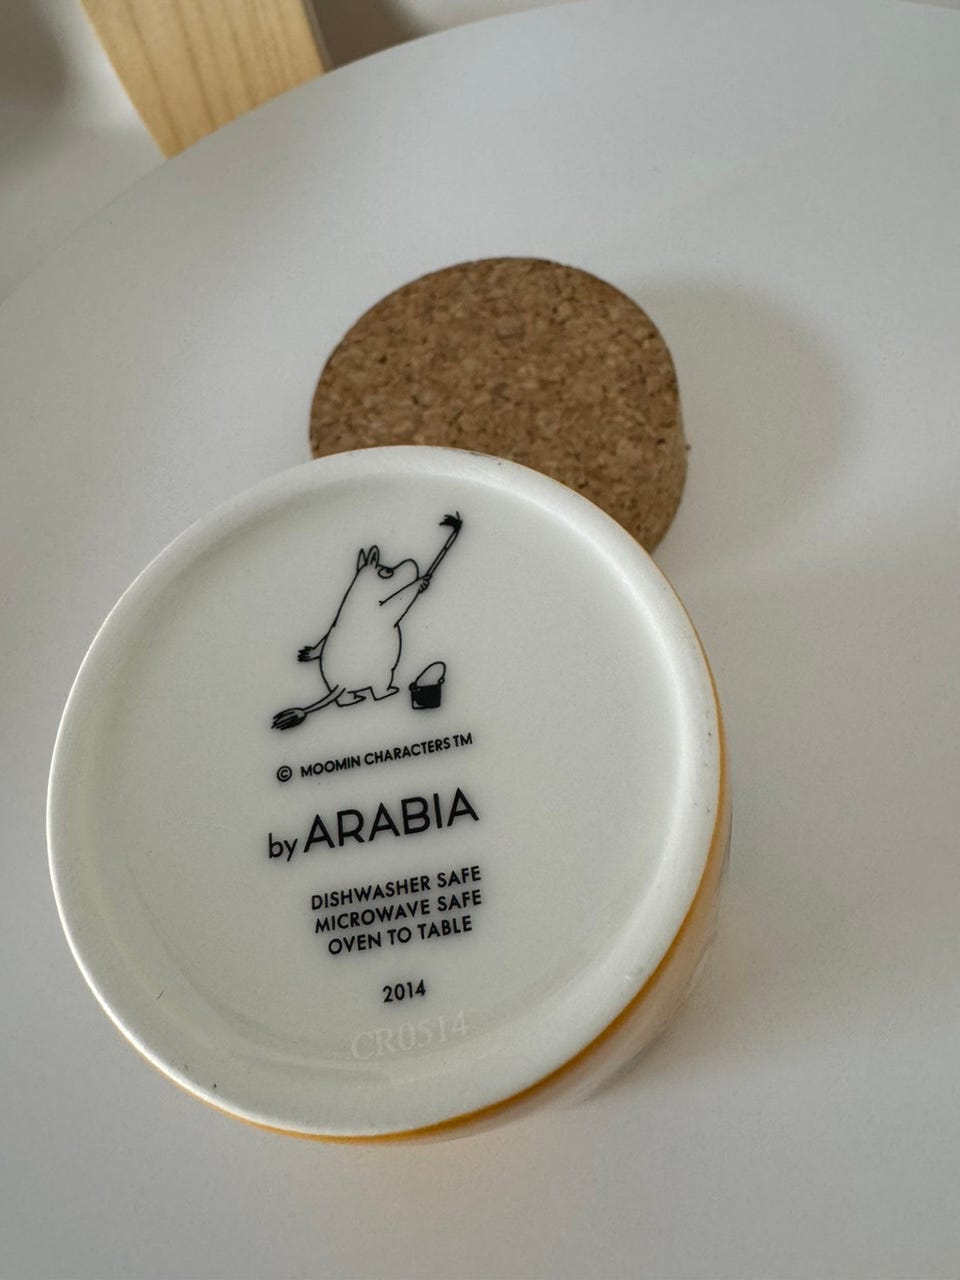 © MOOMIN CHARACTERS TM
by ARABIA
DISHWASHER SAFE
MICROWAVE SAFE
OVEN TO TABLE
2014
CR0514